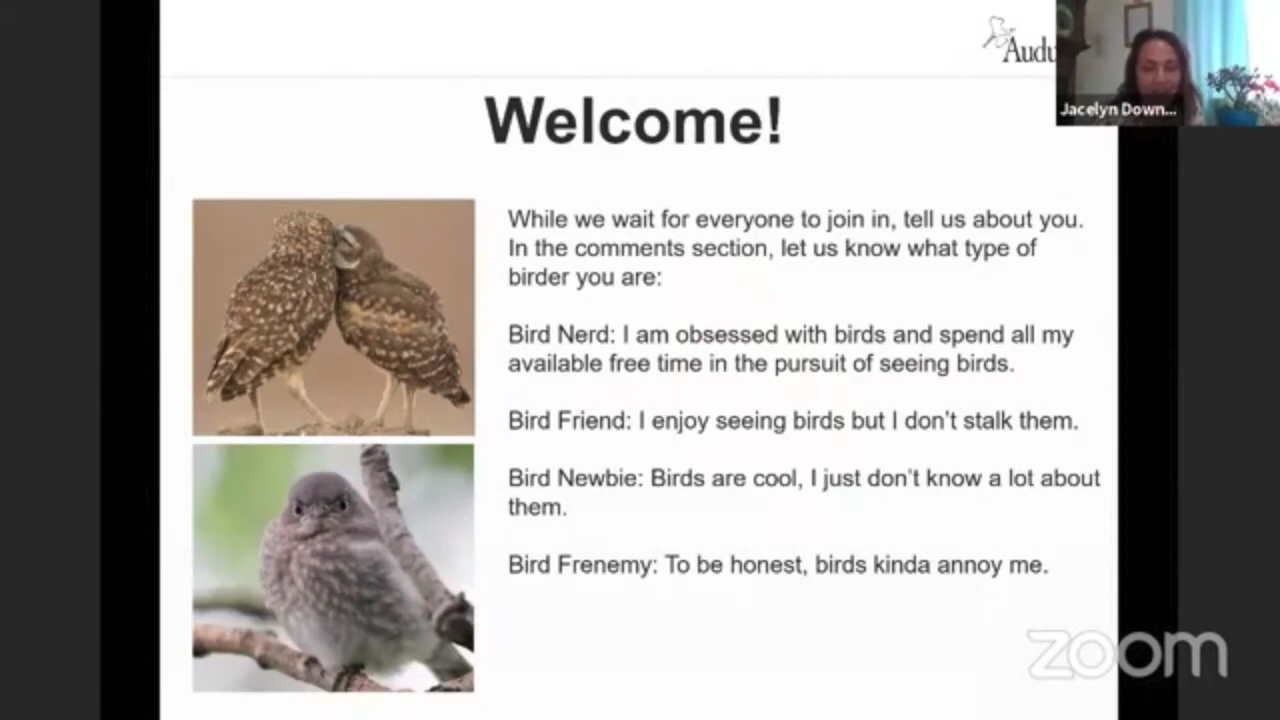 Audu
Jacelyn Down...
Welcome!
While we wait for everyone to join in, tell us about you.
In the comments section, let us know what type of
birder you are:
Bird Nerd: I am obsessed with birds and spend all my
available free time in the pursuit of seeing birds.
Bird Friend: I enjoy seeing birds but I don’t stalk them.
Bird Newbie: Birds are cool, I just don’t know a lot about
them.
Bird Frenemy: To be honest, birds kinda annoy me.
zoom